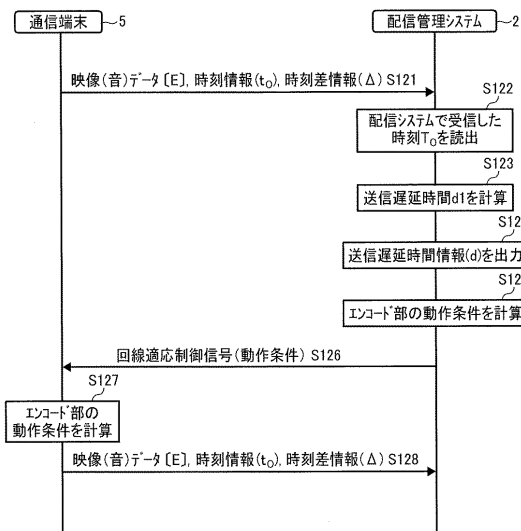 通信端末 5
配信管理システム 2
映像(音)データ〔E〕, 時刻情報(t₀), 時刻差情報(Δ) S121
S122
配信システムで受信した
時刻T₀を読出
S123
送信遅延時間d1を計算
S12
送信遅延時間情報(d)を出力
S12
エンコード部の動作条件を計算
回線適応制御信号(動作条件) S126
S127
エンコード部の
動作条件を計算
映像(音)データ〔E〕, 時刻情報(t₀), 時刻差情報(Δ) S128